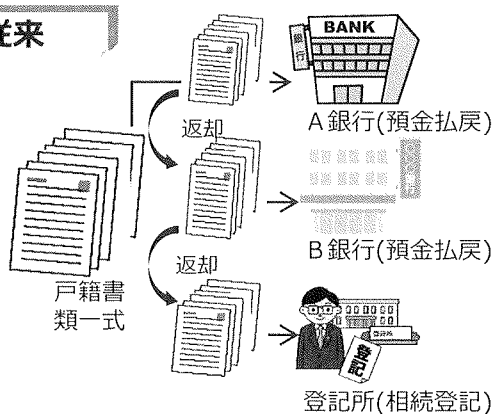 従来
BANK
銀行
A銀行(預金払戻)
返却
B銀行(預金払戻)
返却
戸籍書
類一式
登記
登記所(相続登記)